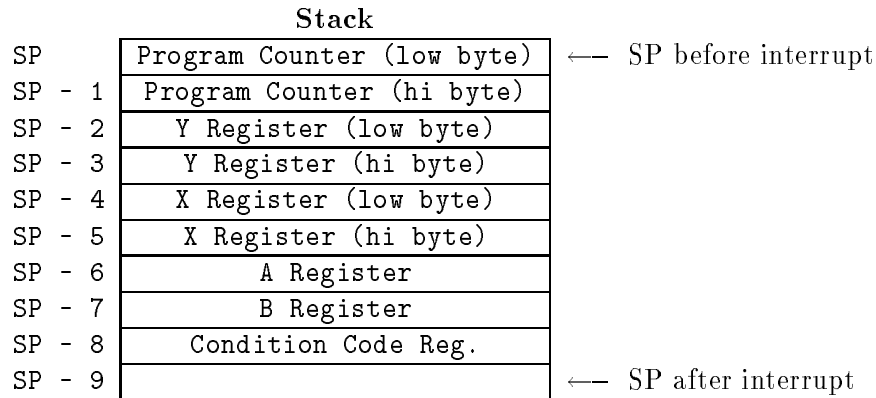 Stack
SP Program Counter (low byte) ←— SP before interrupt
SP - 1 Program Counter (hi byte)
SP - 2 Y Register (low byte)
SP - 3 Y Register (hi byte)
SP - 4 X Register (low byte)
SP - 5 X Register (hi byte)
SP - 6 A Register
SP - 7 B Register
SP - 8 Condition Code Reg.
SP - 9 ←— SP after interrupt